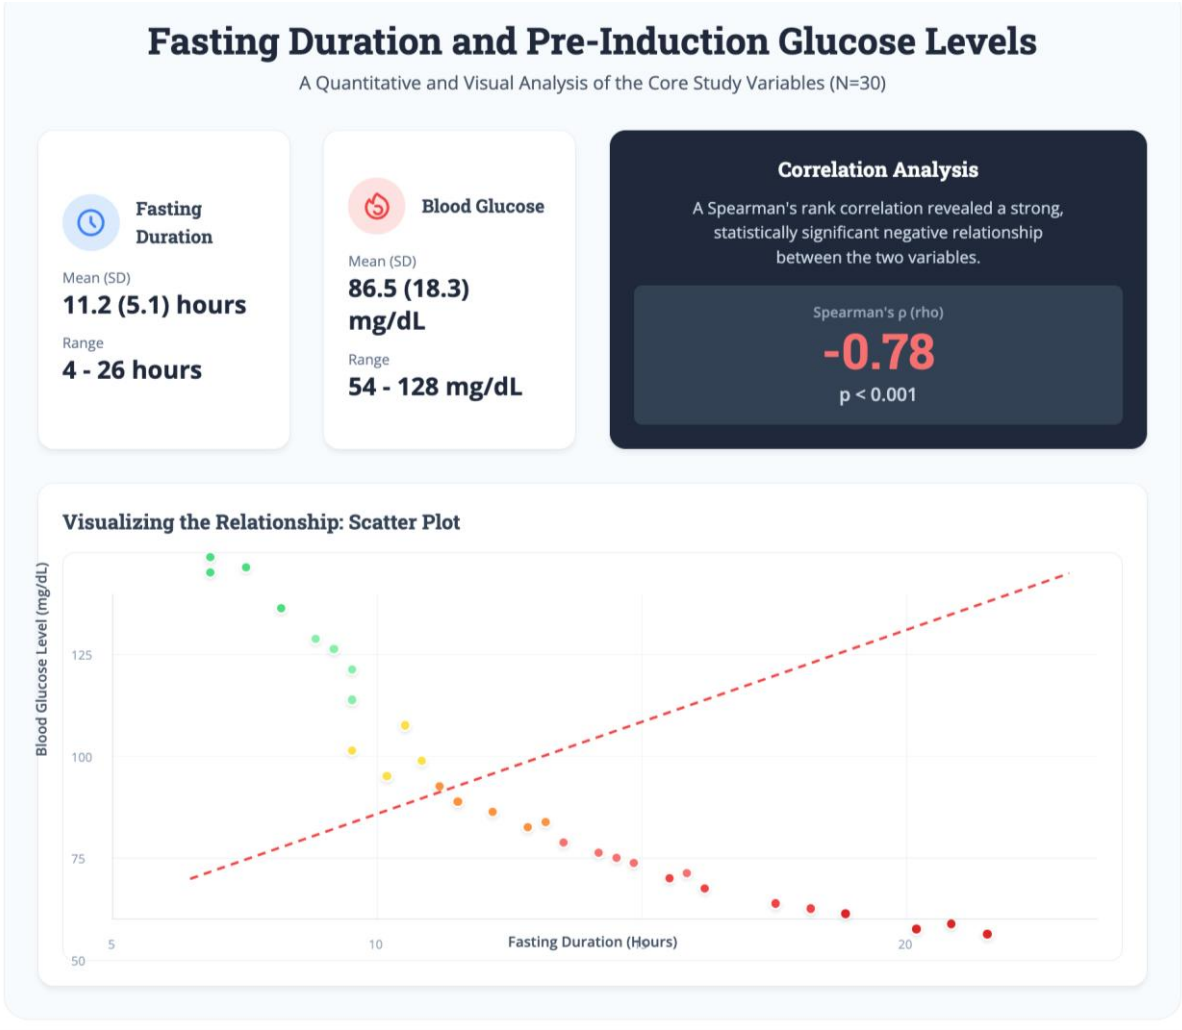 Fasting Duration and Pre-Induction Glucose Levels
A Quantitative and Visual Analysis of the Core Study Variables (N=30)
Fasting
Duration
Mean (SD)
11.2 (5.1) hours
Range
4 - 26 hours
Blood Glucose
Mean (SD)
86.5 (18.3)
mg/dL
Range
54 - 128 mg/dL
Correlation Analysis
A Spearman's rank correlation revealed a strong,
statistically significant negative relationship
between the two variables.
Spearman's ρ (rho)
-0.78
p < 0.001
Visualizing the Relationship: Scatter Plot
Blood Glucose Level (mg/dL)
125
100
75
50
5
10
Fasting Duration (Hours)
20